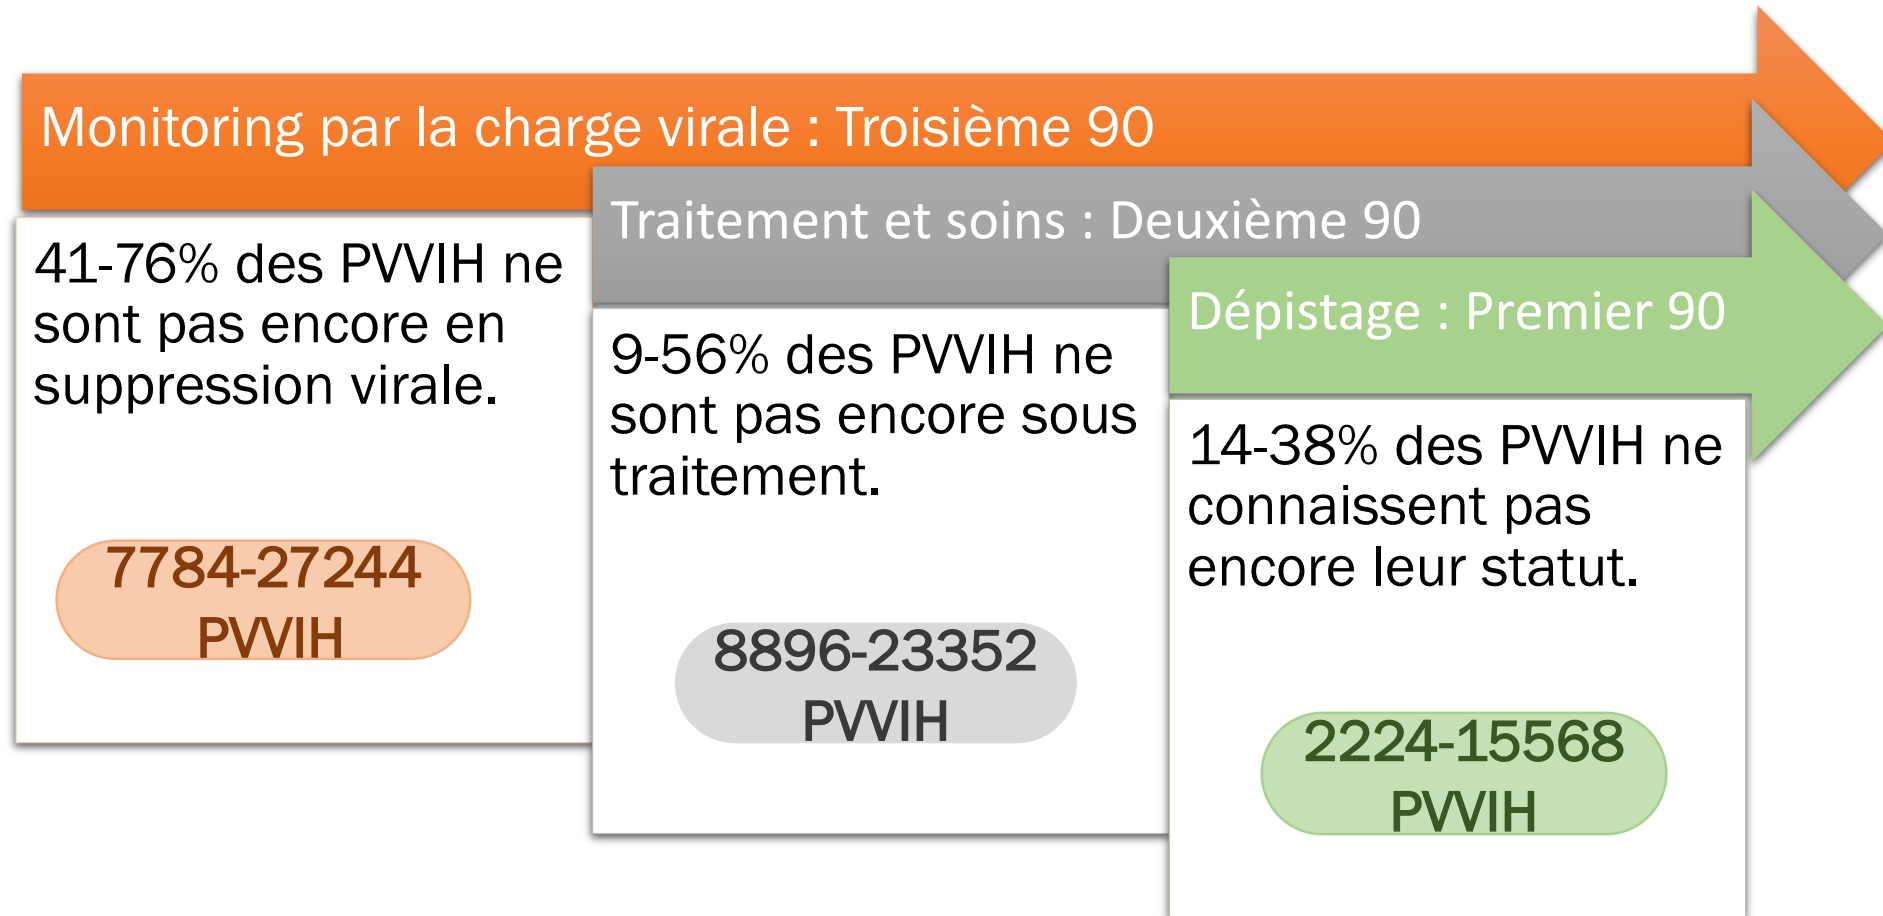 Monitoring par la charge virale : Troisième 90
41-76% des PVVIH ne
sont pas encore en
suppression virale.
7784-27244
PVVIH
Traitement et soins : Deuxième 90
9-56% des PVVIH ne
sont pas encore sous
traitement.
8896-23352
PVVIH
Dépistage : Premier 90
14-38% des PVVIH ne
connaissent pas
encore leur statut.
2224-15568
PVVIH